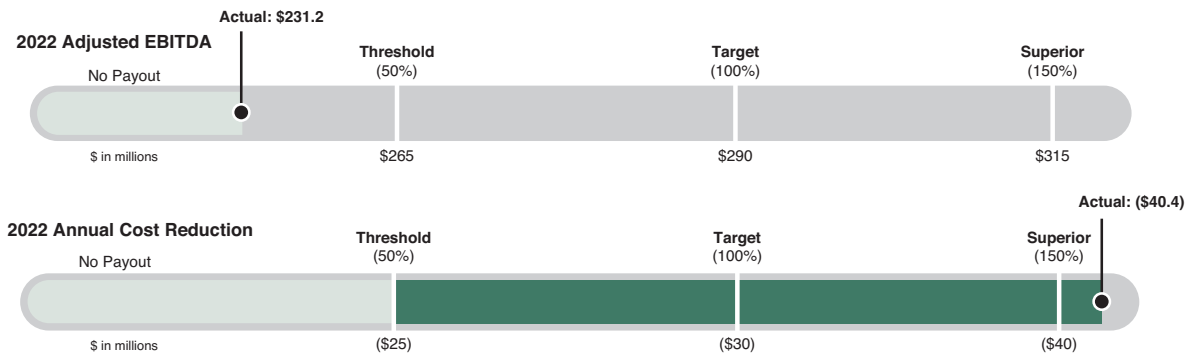 Actual: $231.2
2022 Adjusted EBITDA
Threshold
(50%)
Target
(100%)
Superior
(150%)
No Payout
$ in millions
$265
$290
$315
Actual: ($40.4)
2022 Annual Cost Reduction
Threshold
(50%)
Target
(100%)
Superior
(150%)
No Payout
$ in millions
($25)
($30)
($40)